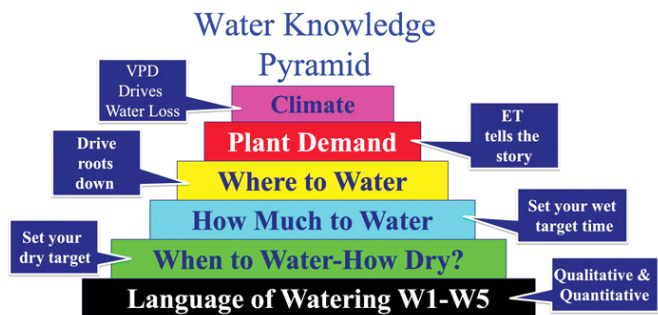 Water Knowledge
Pyramid
VPD
Drives
Water Loss
Climate
Plant Demand
ET
tells the
story
Drive
roots
down
Where to Water
How Much to Water
Set your wet
target time
Set your
dry target
When to Water-How Dry?
Language of Watering W1-W5
Qualitative &
Quantitative